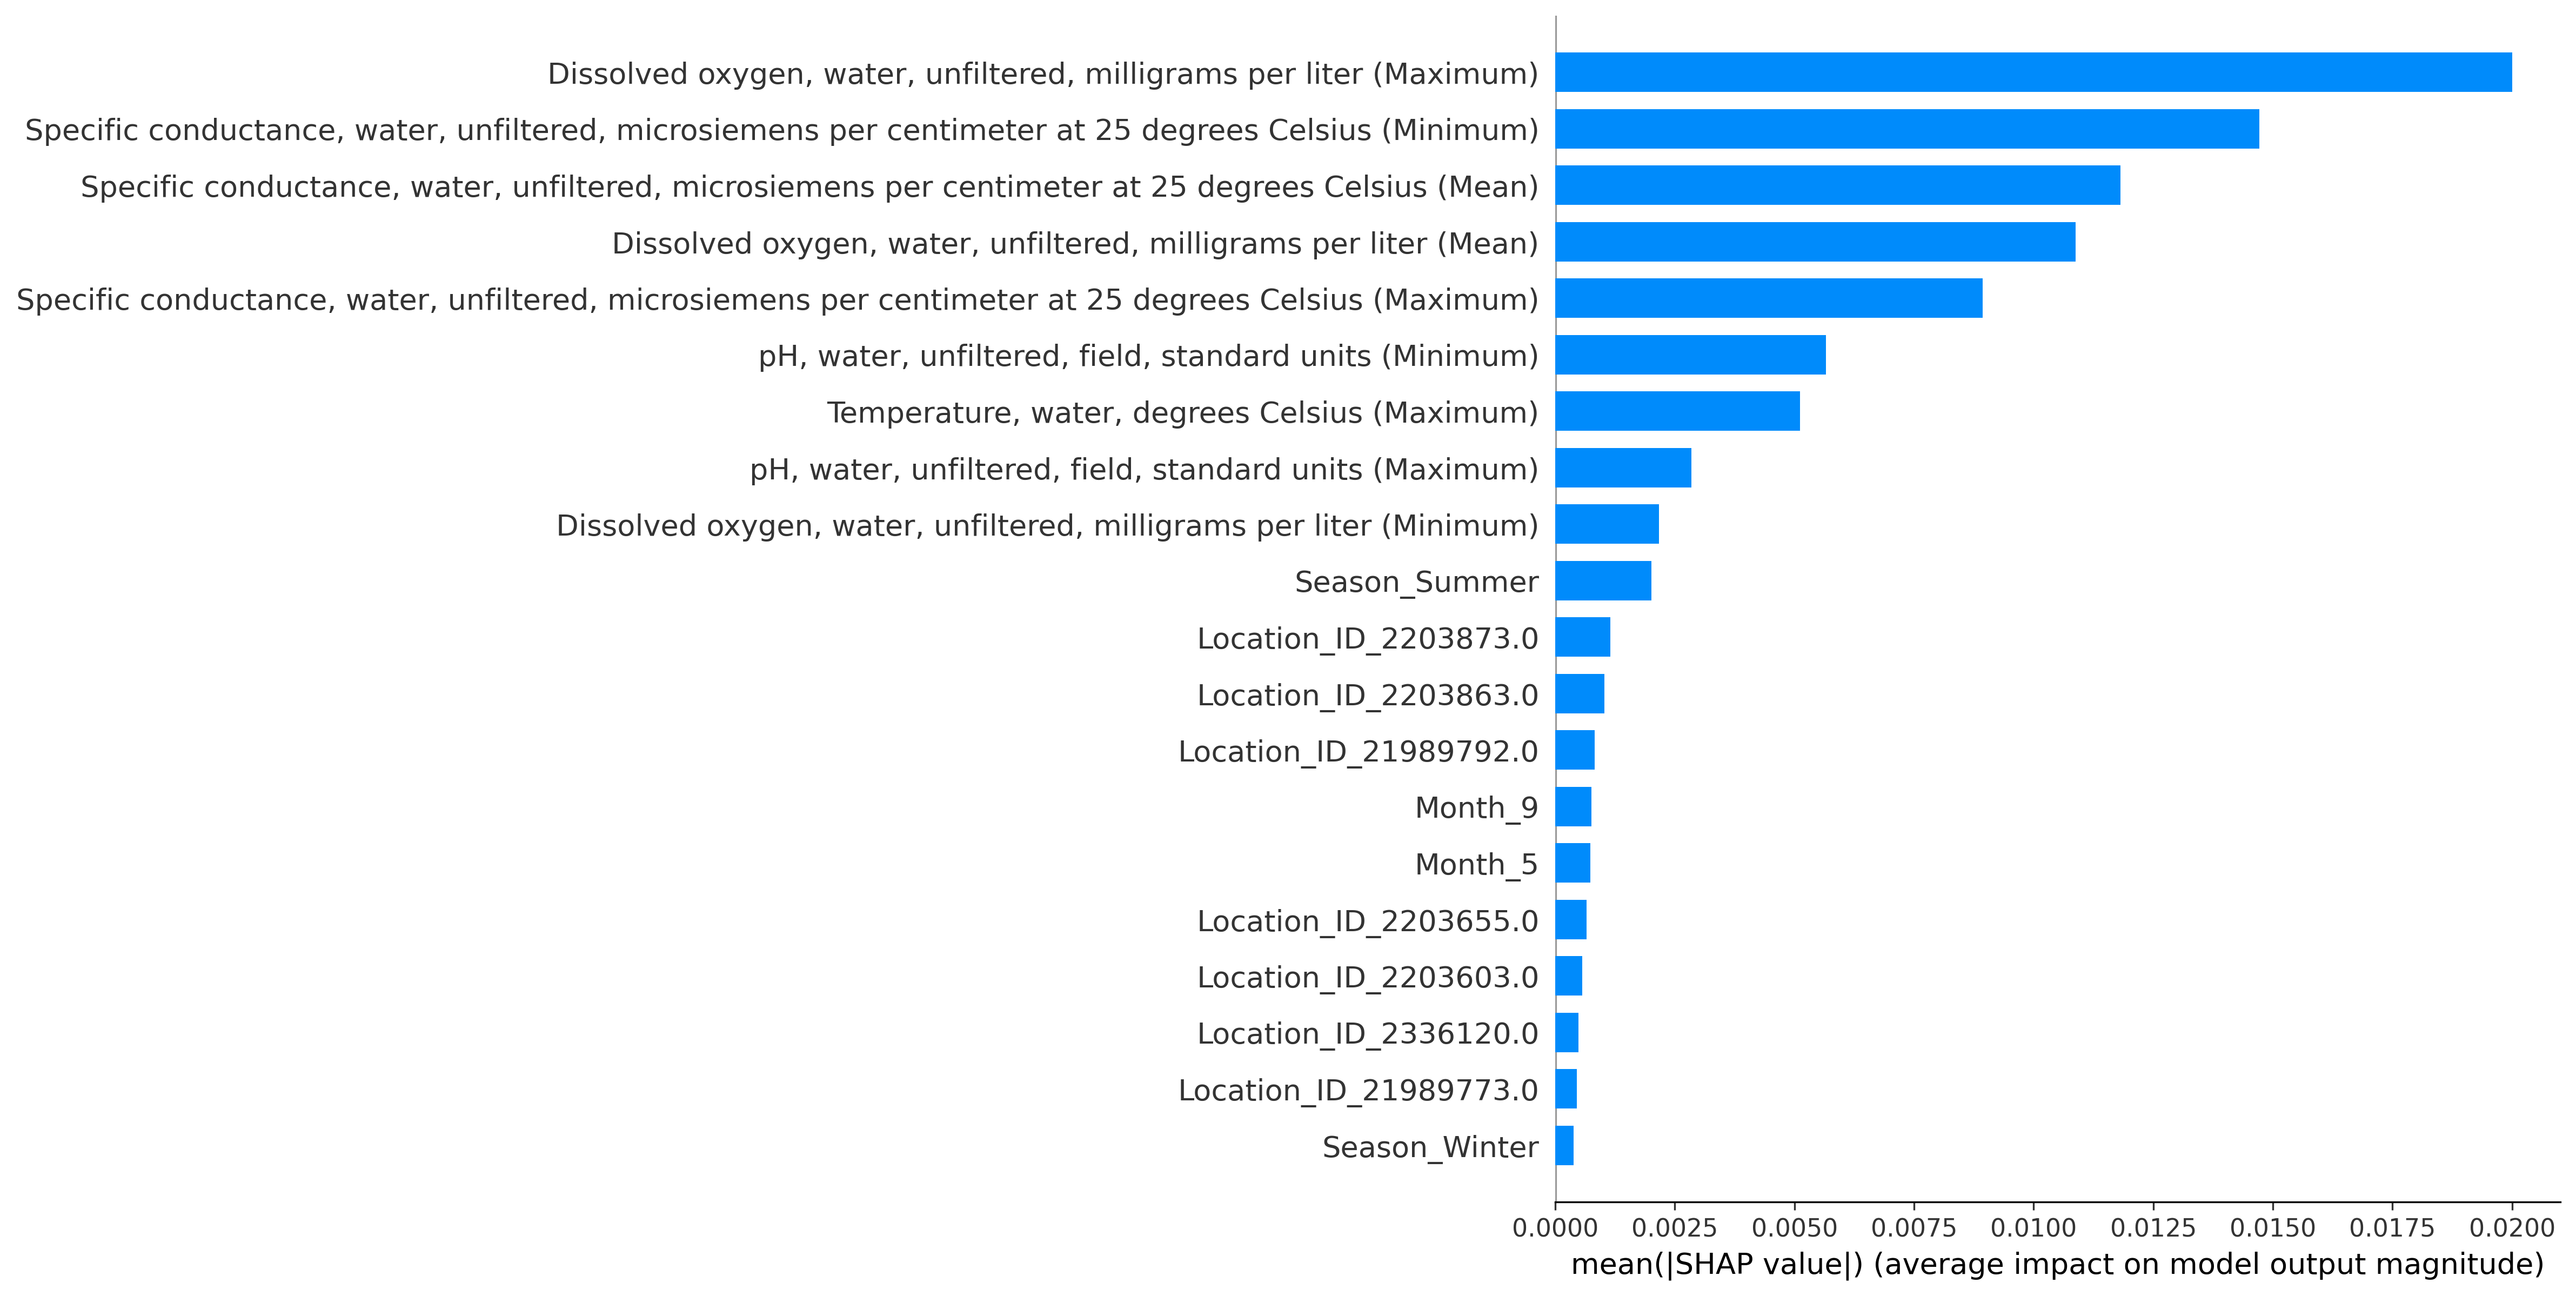 Dissolved oxygen, water, unfiltered, milligrams per liter (Maximum)
Specific conductance, water, unfiltered, microsiemens per centimeter at 25 degrees Celsius (Minimum)
Specific conductance, water, unfiltered, microsiemens per centimeter at 25 degrees Celsius (Mean)
Dissolved oxygen, water, unfiltered, milligrams per liter (Mean)
Specific conductance, water, unfiltered, microsiemens per centimeter at 25 degrees Celsius (Maximum)
pH, water, unfiltered, field, standard units (Minimum)
Temperature, water, degrees Celsius (Maximum)
pH, water, unfiltered, field, standard units (Maximum)
Dissolved oxygen, water, unfiltered, milligrams per liter (Minimum)
Season_Summer
Location_ID_2203873.0
Location_ID_2203863.0
Location_ID_21989792.0
Month_9
Month_5
Location_ID_2203655.0
Location_ID_2203603.0
Location_ID_2336120.0
Location_ID_21989773.0
Season_Winter
0.0000 0.0025 0.0050 0.0075 0.0100 0.0125 0.0150 0.0175 0.0200
mean(|SHAP value|) (average impact on model output magnitude)